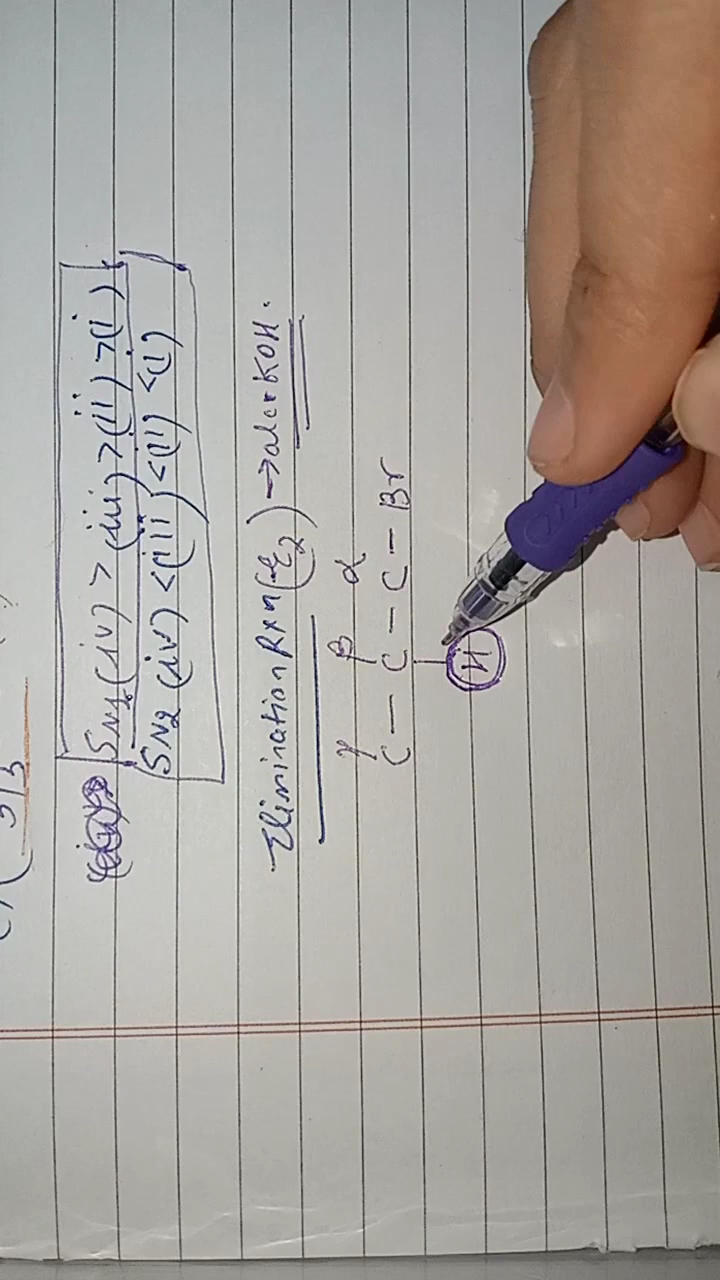 SN1 (iv) > (iii) > (ii) > (i)
SN2 (iv) < (iii) < (ii) < (i)
Elimination Rxn (E2) → alc KOH.
γ β α
C — C — C — Br
H